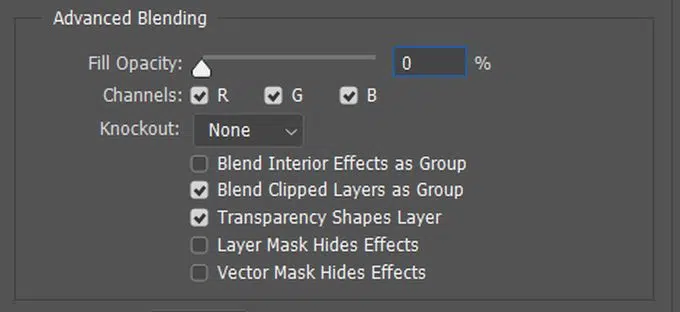 Advanced Blending
Fill Opacity: 0 %
Channels: R G B
Knockout: None
Blend Interior Effects as Group
Blend Clipped Layers as Group
Transparency Shapes Layer
Layer Mask Hides Effects
Vector Mask Hides Effects